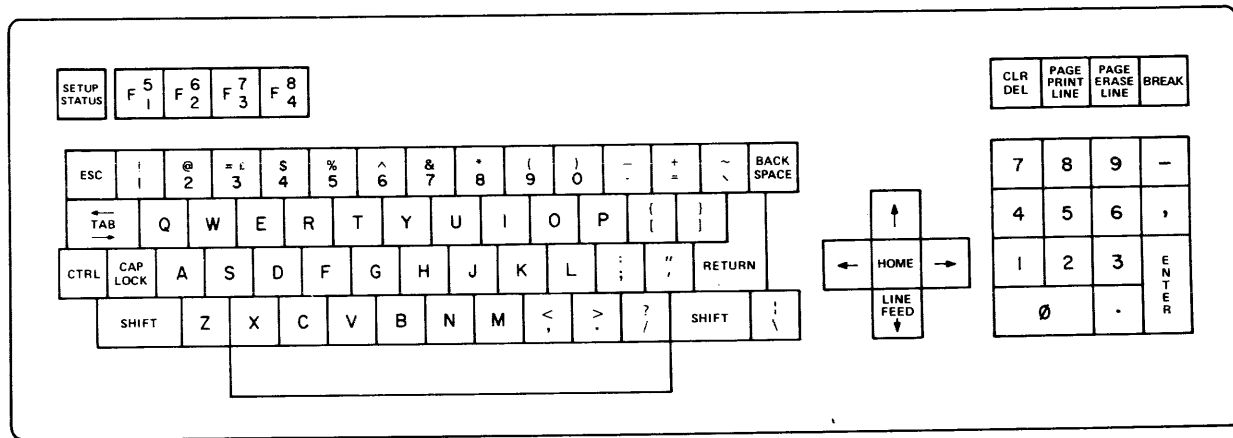 SETUP STATUS F 5 1 F 6 2 F 7 3 F 8 4 CLR DEL PAGE PRINT LINE PAGE ERASE LINE BREAK
ESC ! 1 @ 2 = £ 3 $ 4 % 5 ^ 6 & 7 * 8 ( 9 ) 0 — - + = ~ \ BACK SPACE 7 8 9 —
← TAB → Q W E R T Y U I O P { [ } ] ↑ 4 5 6 ,
CTRL CAP LOCK A S D F G H J K L : ; " ' RETURN ← HOME → 1 2 3 ENTER
SHIFT Z X C V B N M < , > . ? / SHIFT ¦ \ LINE FEED ↓ Ø .